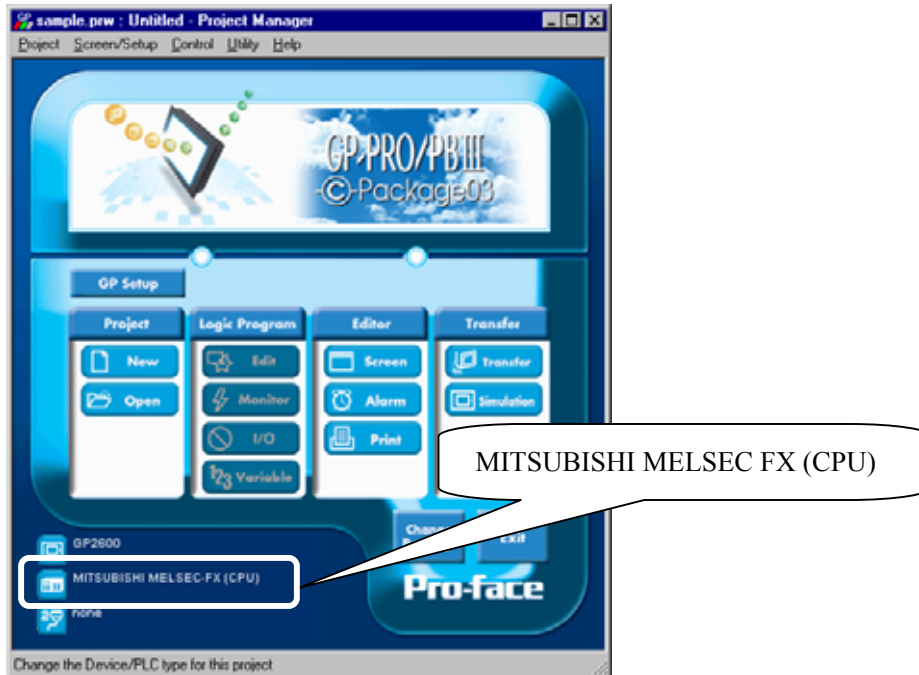 sample.prw : Untitled - Project Manager
Project Screen/Setup Control Utility Help
GP-PRO/PBIII
-C-Package03
GP Setup
Project Logic Program Editor Transfer
New Edit Screen Transfer
Open Monitor Alarm Simulation
I/O Print
123 Variable
MITSUBISHI MELSEC FX (CPU)
GP2600
Exit
MITSUBISHI MELSEC-FX (CPU)
Pro-face
none
Change the Device/PLC type for this project